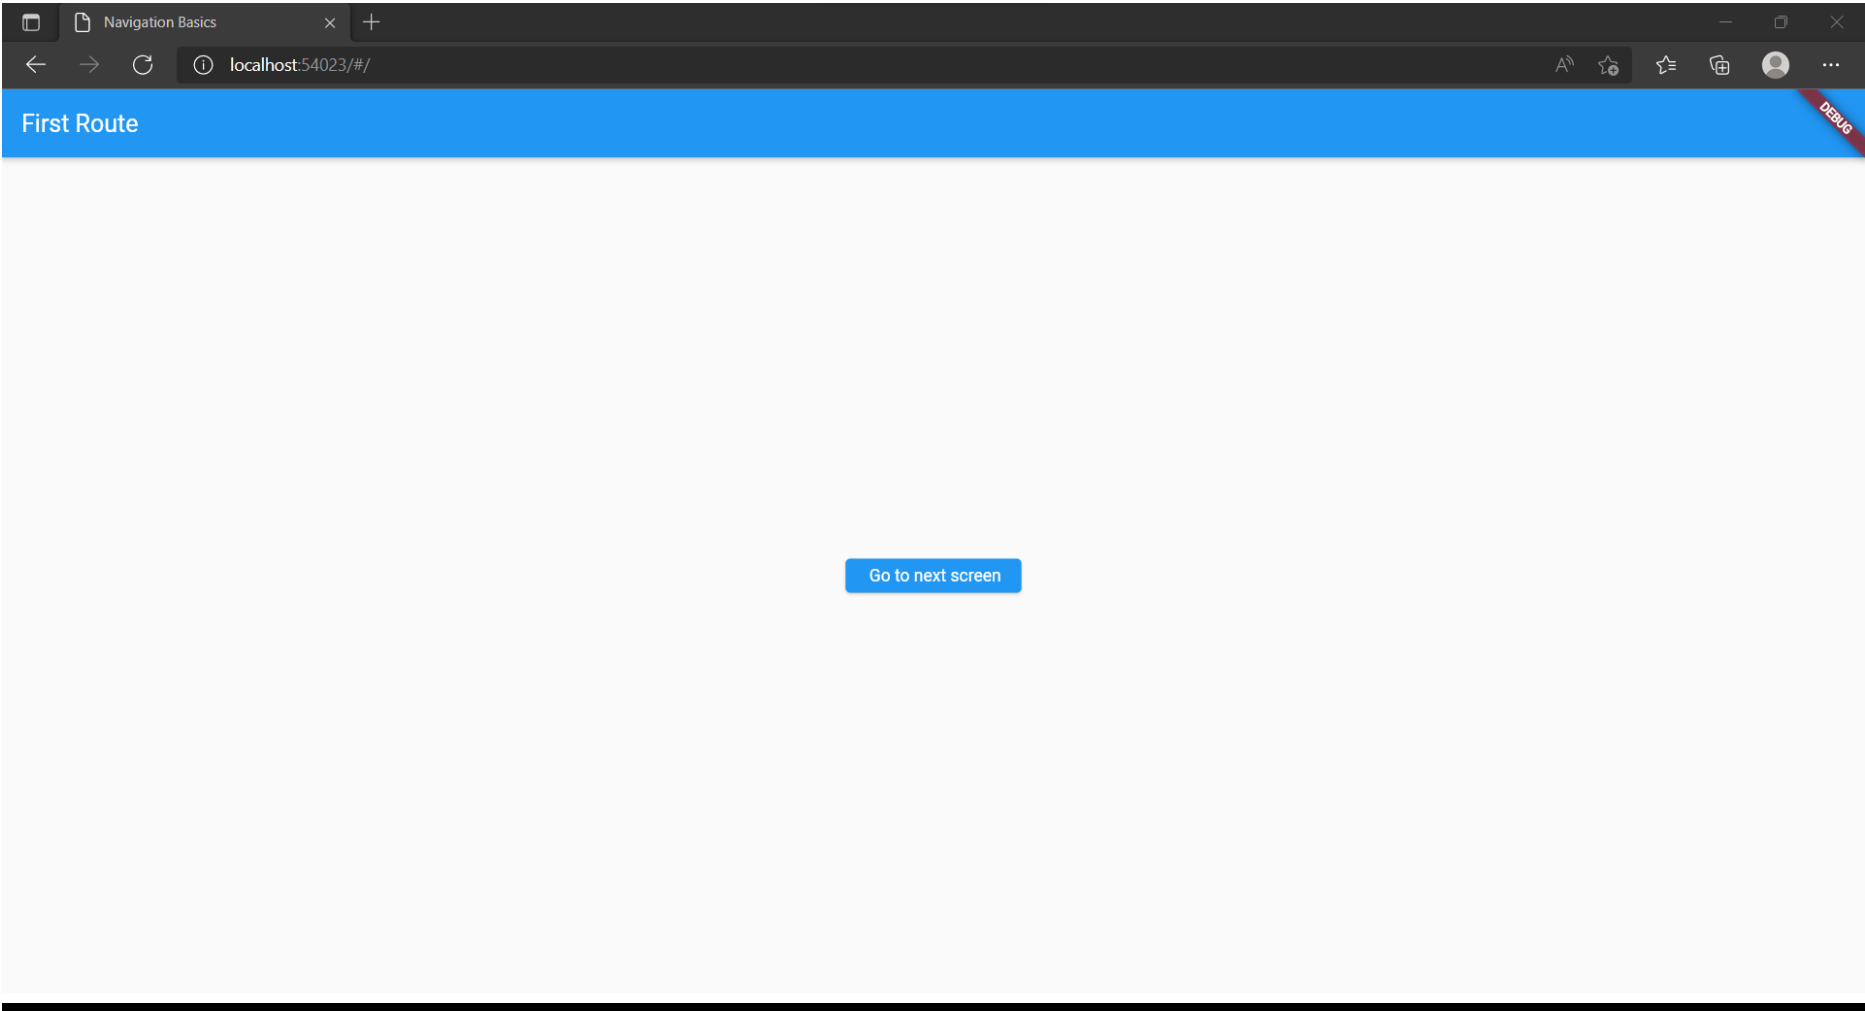 Navigation Basics
localhost:54023/#/
First Route
DEBUG
Go to next screen